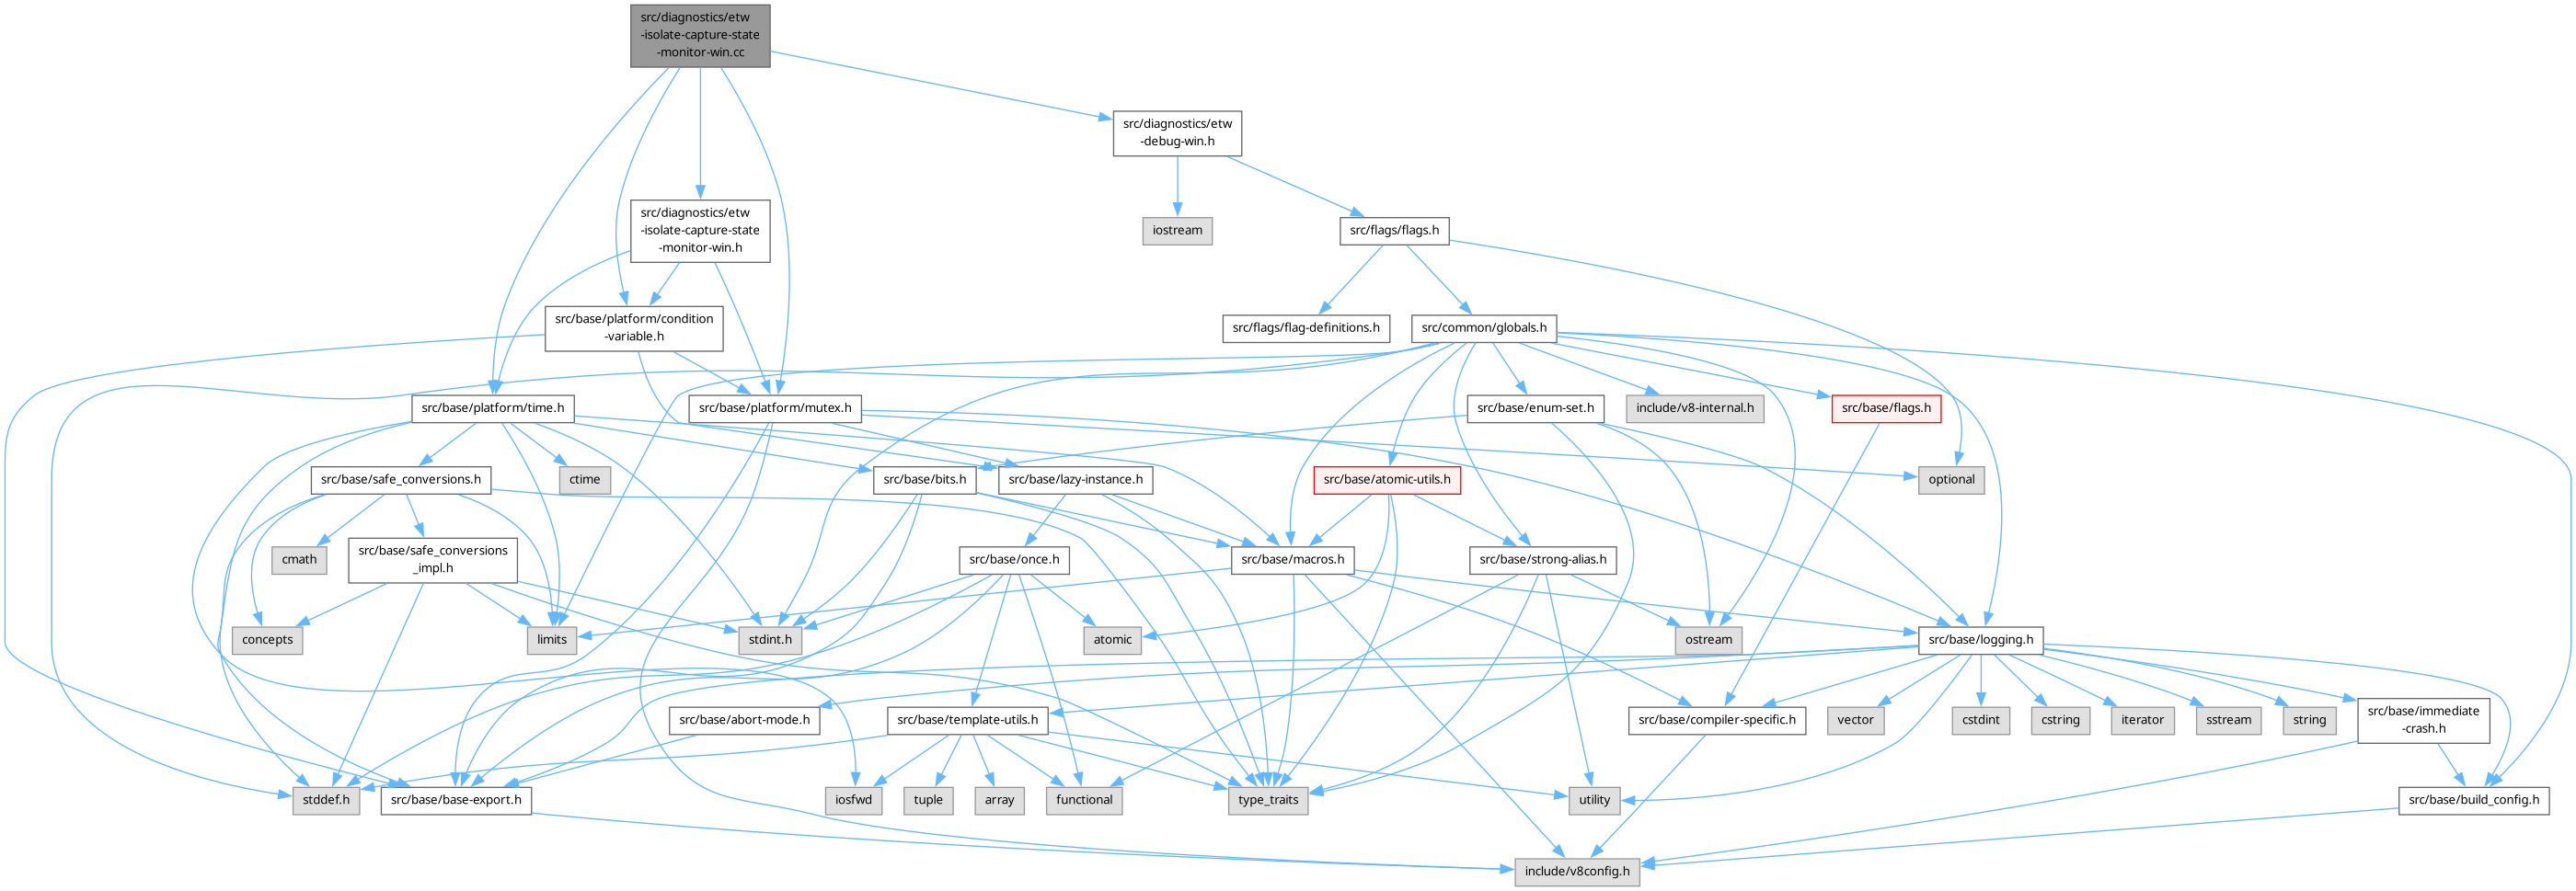 src/diagnostics/etw
-isolate-capture-state
-monitor-win.cc
src/diagnostics/etw
-debug-win.h
src/diagnostics/etw
-isolate-capture-state
-monitor-win.h
iostream
src/flags/flags.h
src/base/platform/condition
-variable.h
src/flags/flag-definitions.h
src/common/globals.h
src/base/platform/time.h
src/base/platform/mutex.h
src/base/enum-set.h
include/v8-internal.h
src/base/flags.h
src/base/safe_conversions.h
ctime
src/base/bits.h
src/base/lazy-instance.h
src/base/atomic-utils.h
optional
cmath
src/base/safe_conversions
_impl.h
src/base/once.h
src/base/macros.h
src/base/strong-alias.h
concepts
limits
stdint.h
atomic
ostream
src/base/logging.h
src/base/abort-mode.h
src/base/template-utils.h
src/base/compiler-specific.h
vector
cstdint
cstring
iterator
sstream
string
src/base/immediate
-crash.h
stddef.h
src/base/base-export.h
iosfwd
tuple
array
functional
type_traits
utility
src/base/build_config.h
include/v8config.h